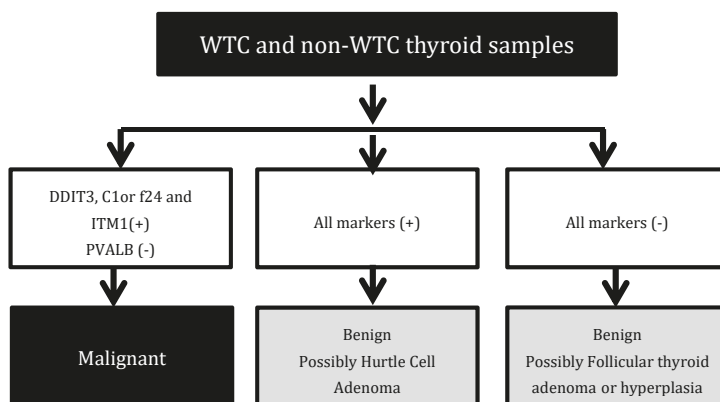 WTC and non-WTC thyroid samples
DDIT3, C1or f24 and
ITM1(+)
PVALB (-)
All markers (+)
All markers (-)
Malignant
Benign
Possibly Hurtle Cell
Adenoma
Benign
Possibly Follicular thyroid
adenoma or hyperplasia